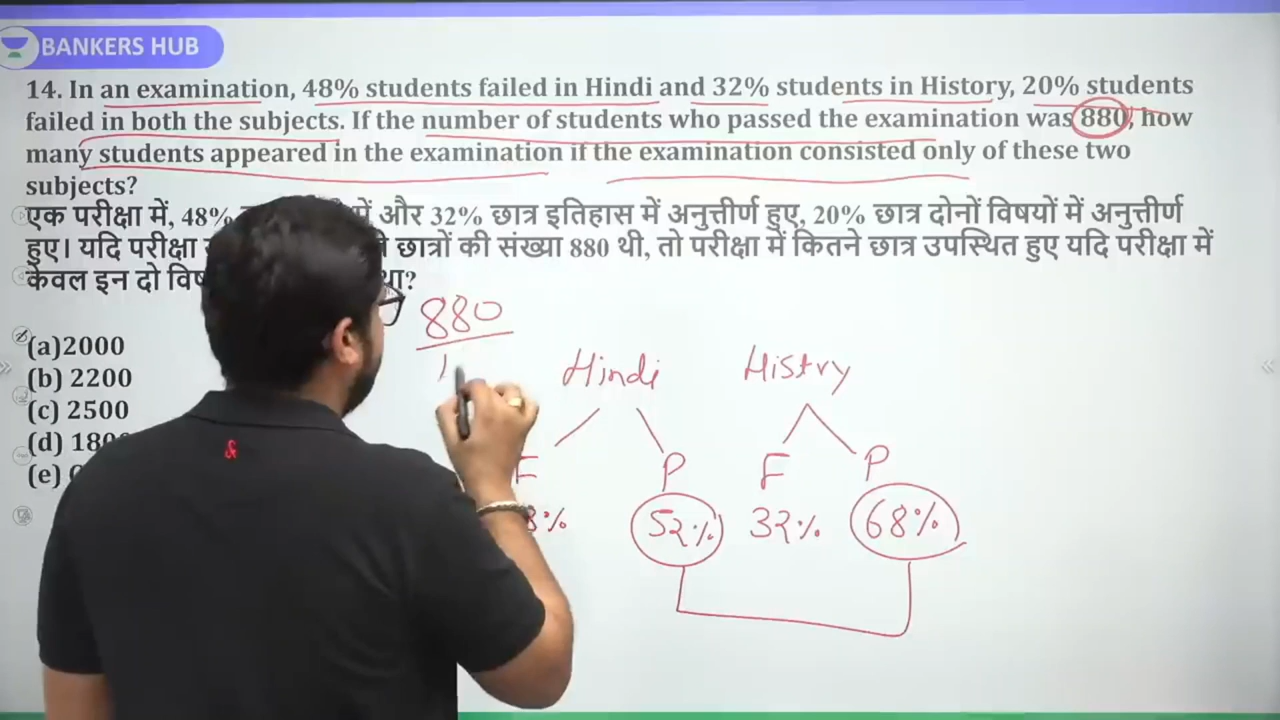 BANKERS HUB
14. In an examination, 48% students failed in Hindi and 32% students in History, 20% students
failed in both the subjects. If the number of students who passed the examination was 880, how
many students appeared in the examination if the examination consisted only of these two
subjects?
एक परीक्षा में, 48% में और 32% छात्र इतिहास में अनुत्तीर्ण हुए, 20% छात्र दोनों विषयों में अनुत्तीर्ण
हुए। यदि परीक्षा छात्रों की संख्या 880 थी, तो परीक्षा में कितने छात्र उपस्थित हुए यदि परीक्षा में
केवल इन दो
(a)2000
(b) 2200
(c) 2500
(d)
(e)
880
Hindi Histry
F P F P
52% 32% 68%